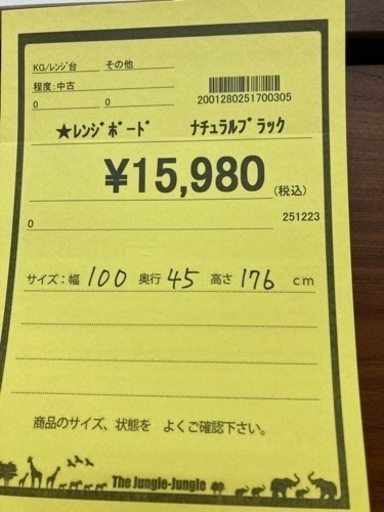 KG/ﾚﾝｼﾞ台 その他
程度:中古
0 0
2001280251700305
★ﾚﾝｼﾞﾎﾞｰﾄﾞ ﾅﾁｭﾗﾙﾌﾞﾗｯｸ
¥15,980(税込)
0 251223
サイズ:幅 100 奥行 45 高さ 176 cm
商品のサイズ、状態を よくご確認下さい。
The Jungle-Jungle